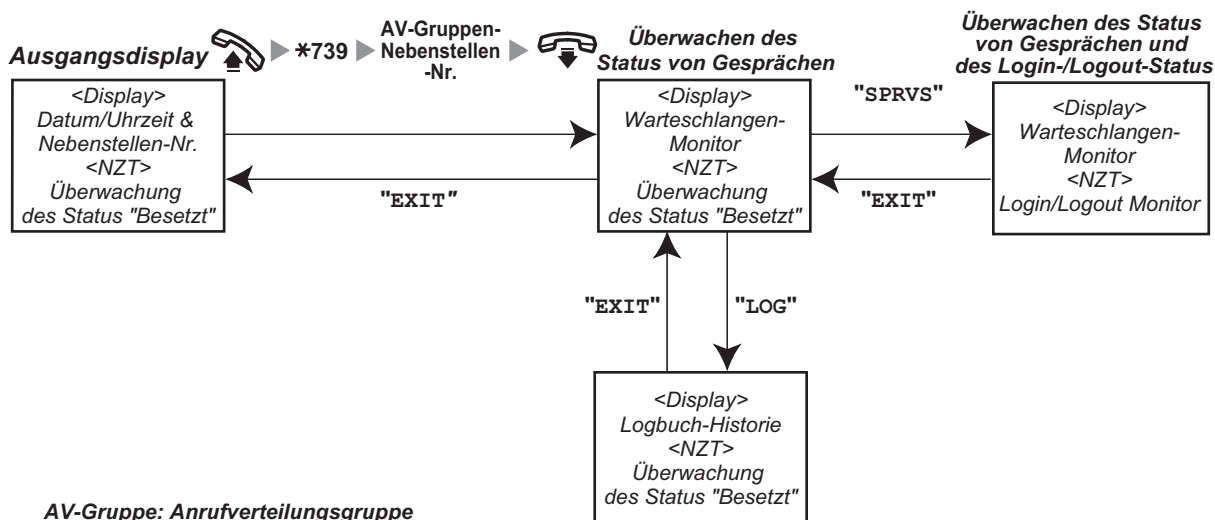 Ausgangsdisplay
*739
AV-Gruppen-
Nebenstellen
-Nr.
Überwachen des
Status von Gesprächen
Überwachen des Status
von Gesprächen und
des Login-/Logout-Status
<Display>
Datum/Uhrzeit &
Nebenstellen-Nr.
<NZT>
Überwachung
des Status "Besetzt"
"EXIT"
<Display>
Warteschlangen-
Monitor
<NZT>
Überwachung
des Status "Besetzt"
"SPRVS"
"EXIT"
<Display>
Warteschlangen-
Monitor
<NZT>
Login/Logout Monitor
"EXIT"
"LOG"
<Display>
Logbuch-Historie
<NZT>
Überwachung
des Status "Besetzt"
AV-Gruppe: Anrufverteilungsgruppe